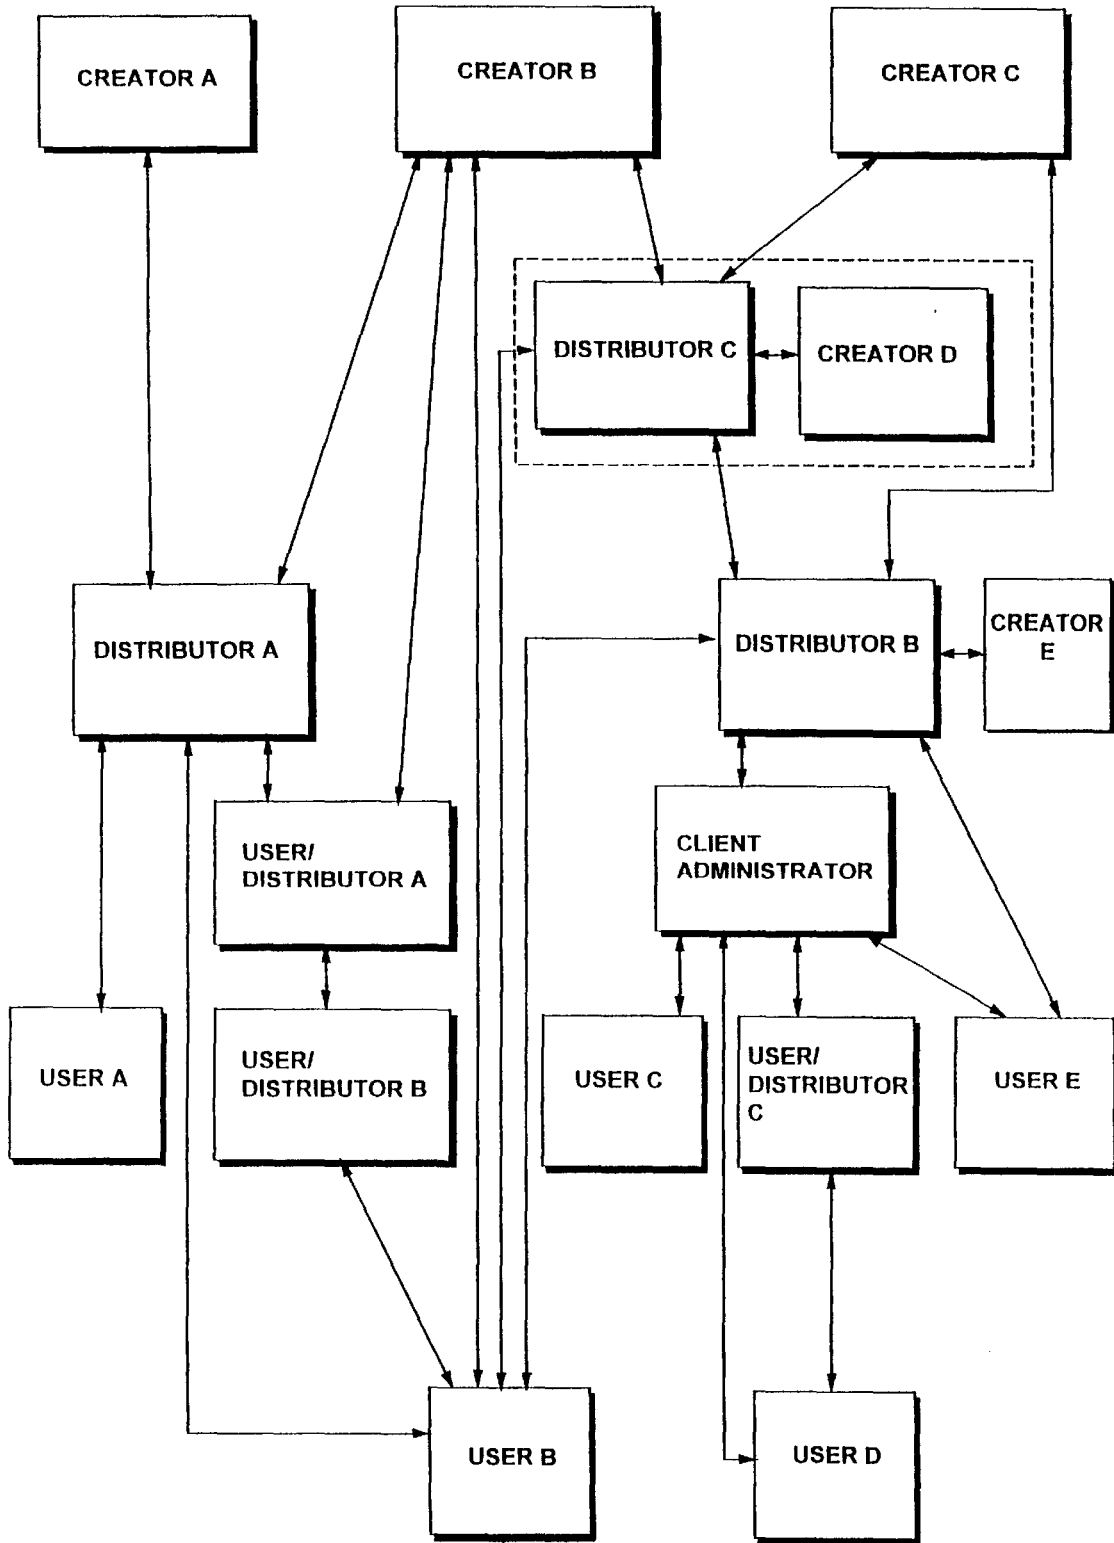 CREATOR A
CREATOR B
CREATOR C
DISTRIBUTOR C
CREATOR D
DISTRIBUTOR A
DISTRIBUTOR B
CREATOR
E
USER/
DISTRIBUTOR A
CLIENT
ADMINISTRATOR
USER A
USER/
DISTRIBUTOR B
USER C
USER/
DISTRIBUTOR
C
USER E
USER B
USER D